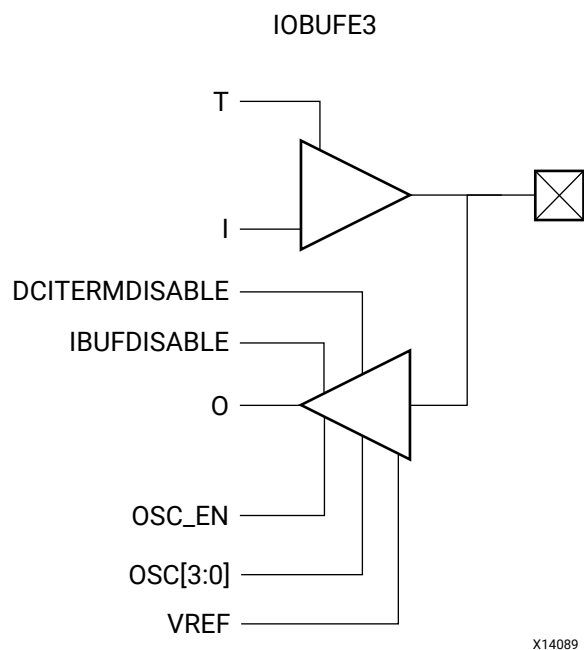 IOBUFE3
T
I
DCITERMDISABLE
IBUFDISABLE
O
OSC_EN
OSC[3:0]
VREF
X14089